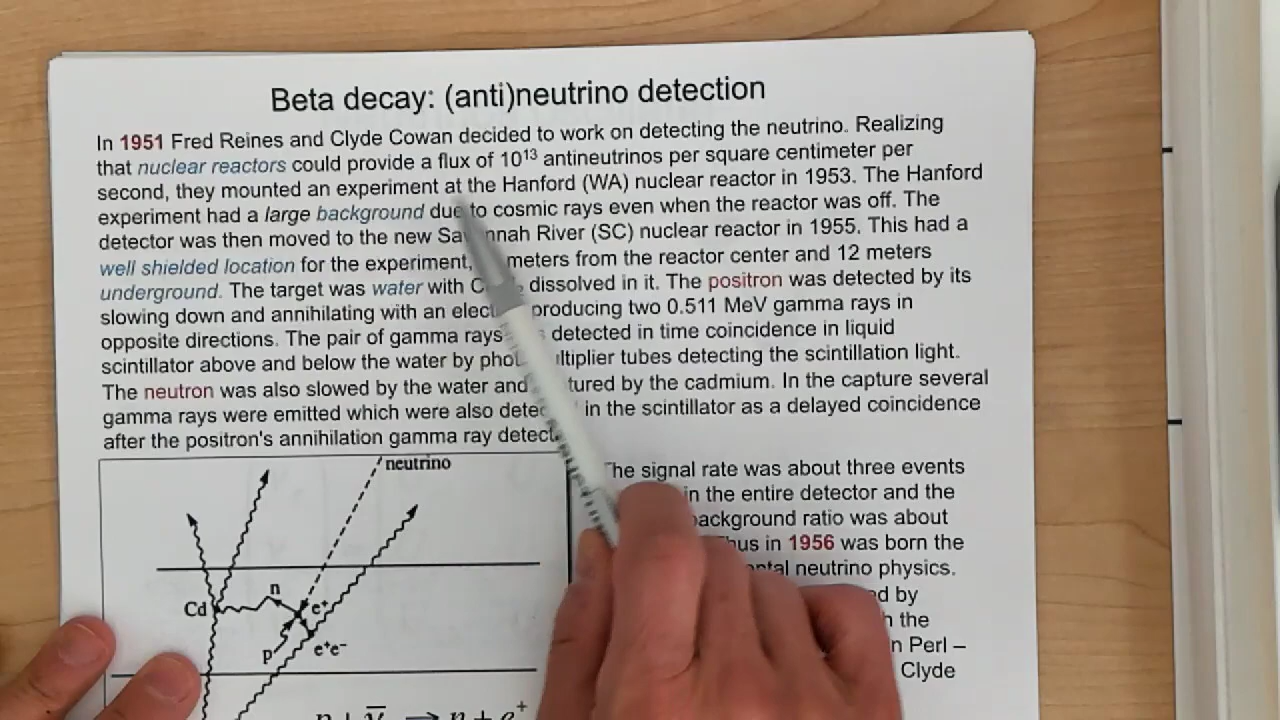 Beta decay: (anti)neutrino detection
In 1951 Fred Reines and Clyde Cowan decided to work on detecting the neutrino. Realizing
that nuclear reactors could provide a flux of 10¹³ antineutrinos per square centimeter per
second, they mounted an experiment at the Hanford (WA) nuclear reactor in 1953. The Hanford
experiment had a large background due to cosmic rays even when the reactor was off. The
detector was then moved to the new River (SC) nuclear reactor in 1955. This had a
well shielded location for the experiment, meters from the reactor center and 12 meters
underground. The target was water with dissolved in it. The positron was detected by its
slowing down and annihilating with an producing two 0.511 MeV gamma rays in
opposite directions. The pair of gamma rays detected in time coincidence in liquid
scintillator above and below the water by tubes detecting the scintillation light.
The neutron was also slowed by the water and by the cadmium. In the capture several
gamma rays were emitted which were also in the scintillator as a delayed coincidence
after the positron's annihilation gamma ray
neutrino
n
Cd
e⁺
p
e⁺e⁻
The signal rate was about three events
in the entire detector and the
background ratio was about
in 1956 was born the
neutrino physics.
by
the
Perl –
Clyde